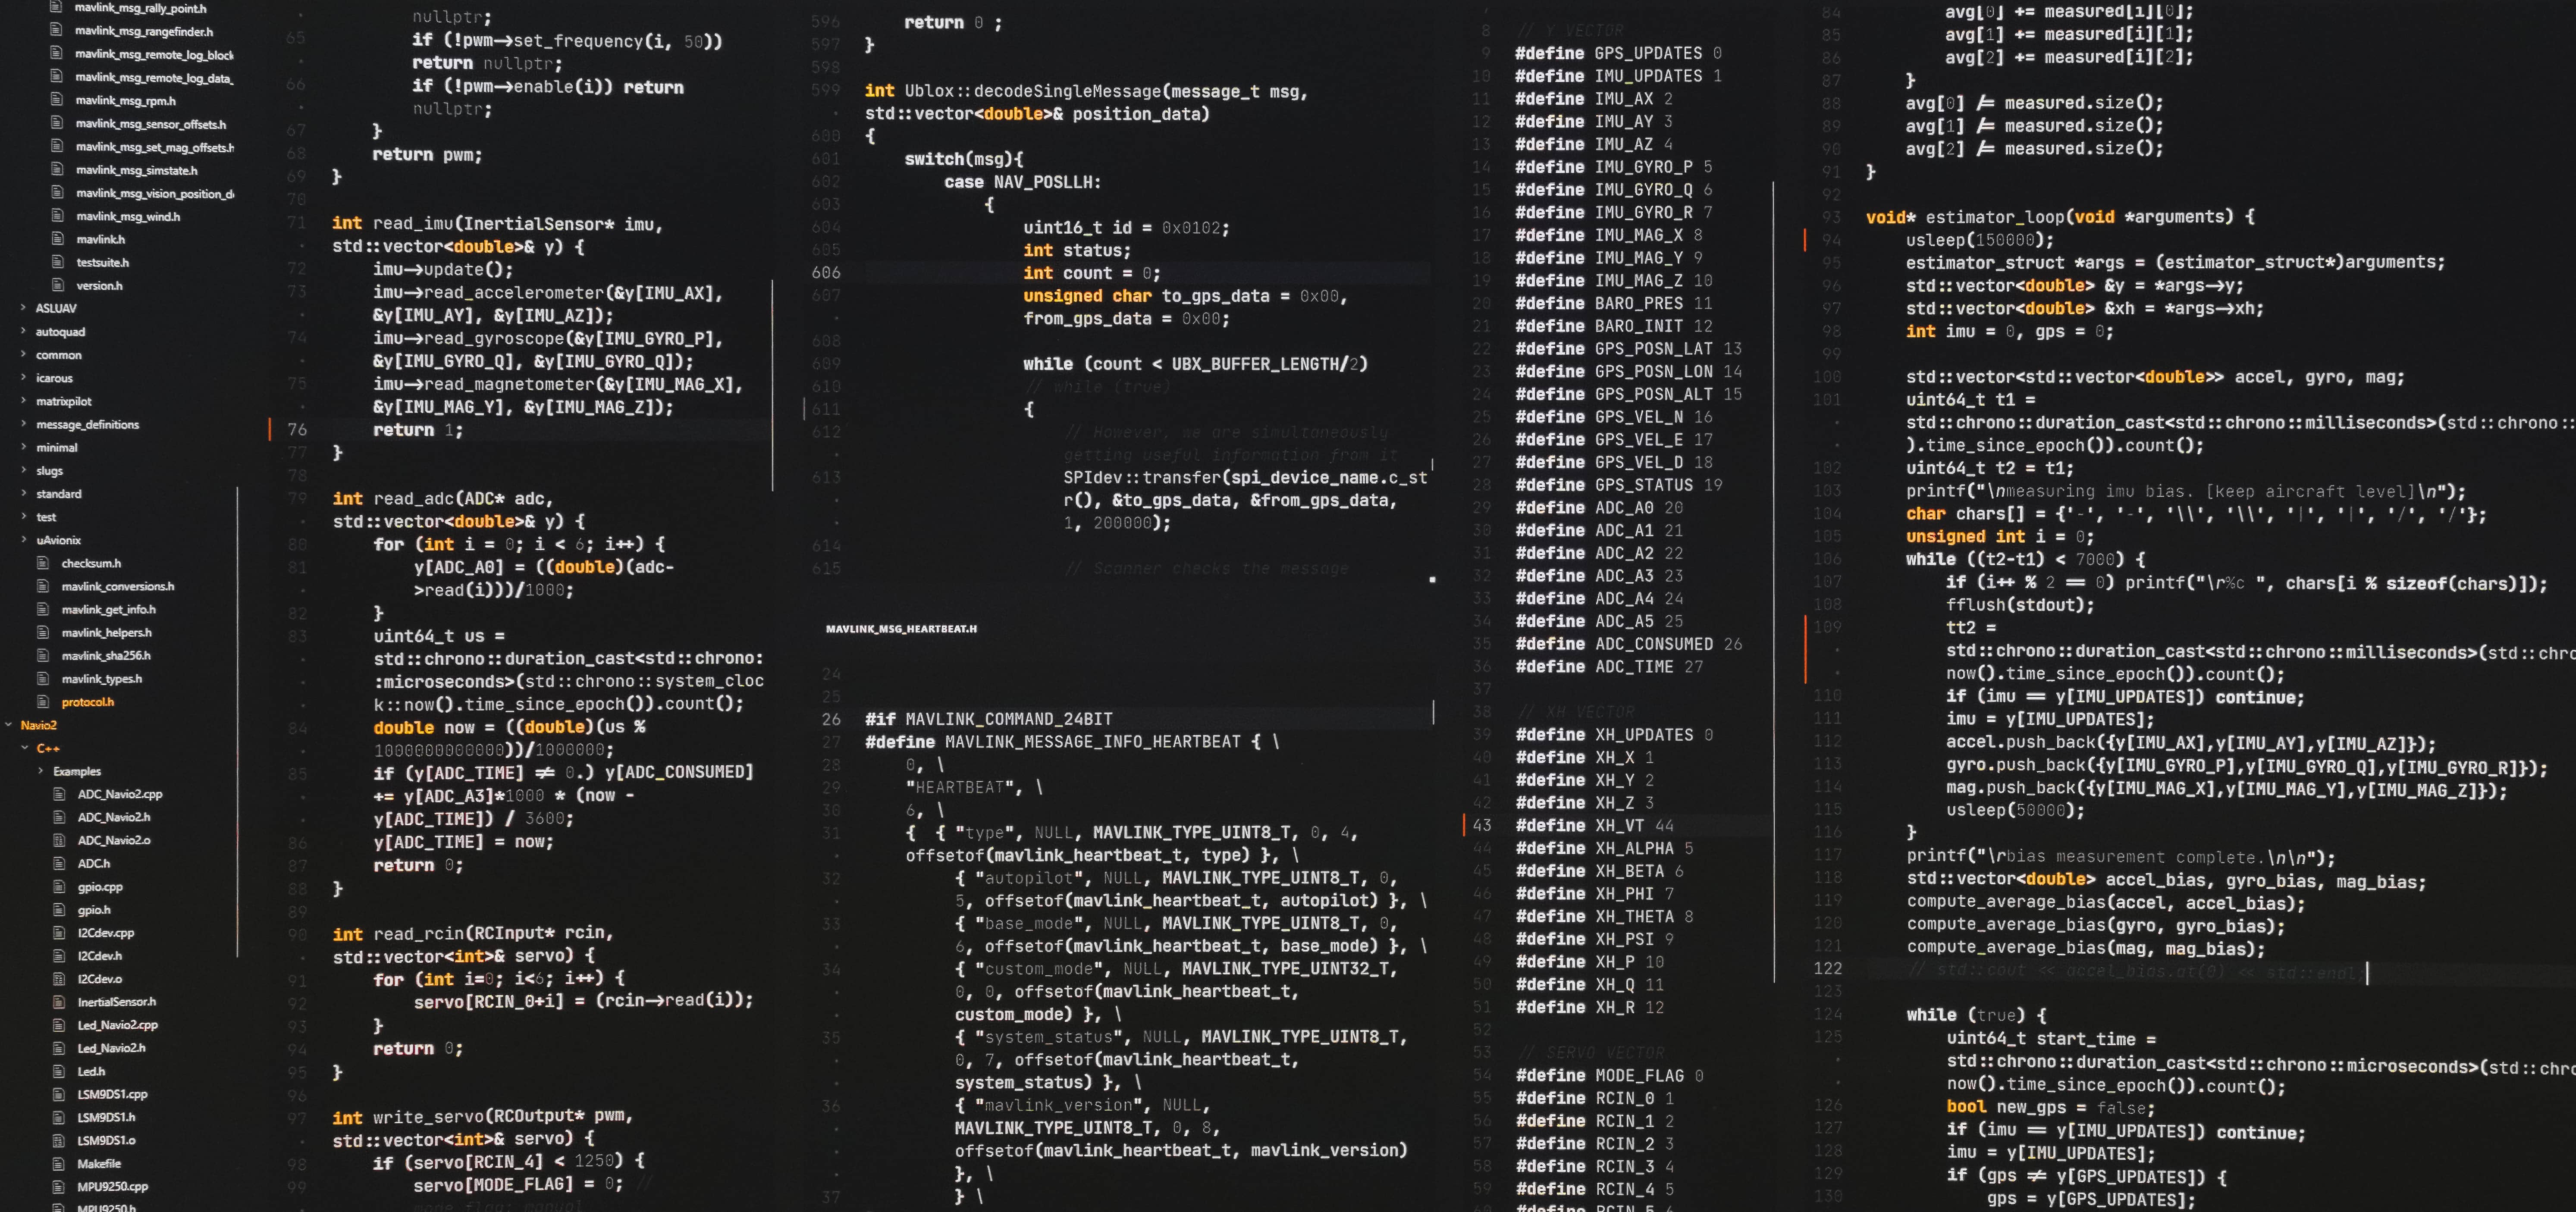 mavlink_msg_rally_point.h
mavlink_msg_rangefinder.h
mavlink_msg_remote_log_block
mavlink_msg_remote_log_data_
mavlink_msg_rpm.h
mavlink_msg_sensor_offsets.h
mavlink_msg_set_mag_offsets.h
mavlink_msg_simstate.h
mavlink_msg_vision_position_de
mavlink_msg_wind.h
mavlink.h
testsuite.h
version.h
ASLUAV
autoquad
common
icarous
matrixpilot
message_definitions
minimal
slugs
standard
test
uAvionix
checksum.h
mavlink_conversions.h
mavlink_get_info.h
mavlink_helpers.h
mavlink_sha256.h
mavlink_types.h
protocol.h
Navio2
C++
Examples
ADC_Navio2.cpp
ADC_Navio2.h
ADC_Navio2.o
ADC.h
gpio.cpp
gpio.h
I2Cdev.cpp
I2Cdev.h
I2Cdev.o
InertialSensor.h
Led_Navio2.cpp
Led_Navio2.h
Led.h
LSM9DS1.cpp
LSM9DS1.h
LSM9DS1.o
Makefile
MPU9250.cpp
MPU9250.h
nullptr;
65 if (!pwm->set_frequency(i, 50))
return nullptr;
66 if (!pwm->enable(i)) return
nullptr;
67 }
68 return pwm;
69 }
70
71 int read_imu(InertialSensor* imu,
std::vector<double>& y) {
72 imu->update();
73 imu->read_accelerometer(&y[IMU_AX],
&y[IMU_AY], &y[IMU_AZ]);
74 imu->read_gyroscope(&y[IMU_GYRO_P],
&y[IMU_GYRO_Q], &y[IMU_GYRO_Q]);
75 imu->read_magnetometer(&y[IMU_MAG_X],
&y[IMU_MAG_Y], &y[IMU_MAG_Z]);
76 return 1;
77 }
78
79 int read_adc(ADC* adc,
std::vector<double>& y) {
80 for (int i = 0; i < 6; i++) {
81 y[ADC_A0] = ((double)(adc-
>read(i)))/1000;
82 }
83 uint64_t us =
std::chrono::duration_cast<std::chrono:
:microseconds>(std::chrono::system_cloc
k::now().time_since_epoch()).count();
84 double now = ((double)(us %
1000000000000))/1000000;
85 if (y[ADC_TIME] != 0.) y[ADC_CONSUMED]
+= y[ADC_A3]*1000 * (now -
y[ADC_TIME]) / 3600;
86 y[ADC_TIME] = now;
87 return 0;
88 }
89
90 int read_rcin(RCInput* rcin,
std::vector<int>& servo) {
91 for (int i=0; i<6; i++) {
92 servo[RCIN_0+i] = (rcin->read(i));
93 }
94 return 0;
95 }
96
97 int write_servo(RCOutput* pwm,
std::vector<int>& servo) {
98 if (servo[RCIN_4] < 1250) {
99 servo[MODE_FLAG] = 0; //
mode flag: manual
596 return 0 ;
597 }
598
599 int Ublox::decodeSingleMessage(message_t msg,
std::vector<double>& position_data)
600 {
601 switch(msg){
602 case NAV_POSLLH:
603 {
604 uint16_t id = 0x0102;
605 int status;
606 int count = 0;
607 unsigned char to_gps_data = 0x00,
from_gps_data = 0x00;
608
609 while (count < UBX_BUFFER_LENGTH/2)
610 // while (true)
611 {
612 // However, we are simultaneously
getting useful information from it
613 SPIdev::transfer(spi_device_name.c_st
r(), &to_gps_data, &from_gps_data,
1, 200000);
614
615 // Scanner checks the message
MAVLINK_MSG_HEARTBEAT.H
24
25
26 #if MAVLINK_COMMAND_24BIT
27 #define MAVLINK_MESSAGE_INFO_HEARTBEAT { \
28 0, \
29 "HEARTBEAT", \
30 6, \
31 { { "type", NULL, MAVLINK_TYPE_UINT8_T, 0, 4,
offsetof(mavlink_heartbeat_t, type) }, \
32 { "autopilot", NULL, MAVLINK_TYPE_UINT8_T, 0,
5, offsetof(mavlink_heartbeat_t, autopilot) }, \
33 { "base_mode", NULL, MAVLINK_TYPE_UINT8_T, 0,
6, offsetof(mavlink_heartbeat_t, base_mode) }, \
34 { "custom_mode", NULL, MAVLINK_TYPE_UINT32_T,
0, 0, offsetof(mavlink_heartbeat_t,
custom_mode) }, \
35 { "system_status", NULL, MAVLINK_TYPE_UINT8_T,
0, 7, offsetof(mavlink_heartbeat_t,
system_status) }, \
36 { "mavlink_version", NULL,
MAVLINK_TYPE_UINT8_T, 0, 8,
offsetof(mavlink_heartbeat_t, mavlink_version)
}, \
37 } \
7
8 // Y VECTOR
9 #define GPS_UPDATES 0
10 #define IMU_UPDATES 1
11 #define IMU_AX 2
12 #define IMU_AY 3
13 #define IMU_AZ 4
14 #define IMU_GYRO_P 5
15 #define IMU_GYRO_Q 6
16 #define IMU_GYRO_R 7
17 #define IMU_MAG_X 8
18 #define IMU_MAG_Y 9
19 #define IMU_MAG_Z 10
20 #define BARO_PRES 11
21 #define BARO_INIT 12
22 #define GPS_POSN_LAT 13
23 #define GPS_POSN_LON 14
24 #define GPS_POSN_ALT 15
25 #define GPS_VEL_N 16
26 #define GPS_VEL_E 17
27 #define GPS_VEL_D 18
28 #define GPS_STATUS 19
29 #define ADC_A0 20
30 #define ADC_A1 21
31 #define ADC_A2 22
32 #define ADC_A3 23
33 #define ADC_A4 24
34 #define ADC_A5 25
35 #define ADC_CONSUMED 26
36 #define ADC_TIME 27
37
38 // XH VECTOR
39 #define XH_UPDATES 0
40 #define XH_X 1
41 #define XH_Y 2
42 #define XH_Z 3
43 #define XH_VT 44
44 #define XH_ALPHA 5
45 #define XH_BETA 6
46 #define XH_PHI 7
47 #define XH_THETA 8
48 #define XH_PSI 9
49 #define XH_P 10
50 #define XH_Q 11
51 #define XH_R 12
52
53 // SERVO VECTOR
54 #define MODE_FLAG 0
55 #define RCIN_0 1
56 #define RCIN_1 2
57 #define RCIN_2 3
58 #define RCIN_3 4
59 #define RCIN_4 5
60 #define RCIN_5 6
84 avg[0] += measured[i][0];
85 avg[1] += measured[i][1];
86 avg[2] += measured[i][2];
87 }
88 avg[0] /= measured.size();
89 avg[1] /= measured.size();
90 avg[2] /= measured.size();
91 }
92
93 void* estimator_loop(void *arguments) {
94 usleep(150000);
95 estimator_struct *args = (estimator_struct*)arguments;
96 std::vector<double> &y = *args->y;
97 std::vector<double> &xh = *args->xh;
98 int imu = 0, gps = 0;
99
100 std::vector<std::vector<double>> accel, gyro, mag;
101 uint64_t t1 =
std::chrono::duration_cast<std::chrono::milliseconds>(std::chrono::
).time_since_epoch()).count();
102 uint64_t t2 = t1;
103 printf("\nmeasuring imu bias. [keep aircraft level]\n");
104 char chars[] = {'-', '-', '\\', '\\', '|', '|', '/', '/'};
105 unsigned int i = 0;
106 while ((t2-t1) < 7000) {
107 if (i++ % 2 == 0) printf("\r%c ", chars[i % sizeof(chars)]);
108 fflush(stdout);
109 tt2 =
std::chrono::duration_cast<std::chrono::milliseconds>(std::chro
now().time_since_epoch()).count();
110 if (imu == y[IMU_UPDATES]) continue;
111 imu = y[IMU_UPDATES];
112 accel.push_back({y[IMU_AX],y[IMU_AY],y[IMU_AZ]});
113 gyro.push_back({y[IMU_GYRO_P],y[IMU_GYRO_Q],y[IMU_GYRO_R]});
114 mag.push_back({y[IMU_MAG_X],y[IMU_MAG_Y],y[IMU_MAG_Z]});
115 usleep(50000);
116 }
117 printf("\rbias measurement complete.\n\n");
118 std::vector<double> accel_bias, gyro_bias, mag_bias;
119 compute_average_bias(accel, accel_bias);
120 compute_average_bias(gyro, gyro_bias);
121 compute_average_bias(mag, mag_bias);
122 // std::cout << accel_bias.at(0) << std::endl;
123
124 while (true) {
125 uint64_t start_time =
std::chrono::duration_cast<std::chrono::microseconds>(std::chro
now().time_since_epoch()).count();
126 bool new_gps = false;
127 if (imu == y[IMU_UPDATES]) continue;
128 imu = y[IMU_UPDATES];
129 if (gps != y[GPS_UPDATES]) {
130 gps = y[GPS_UPDATES];